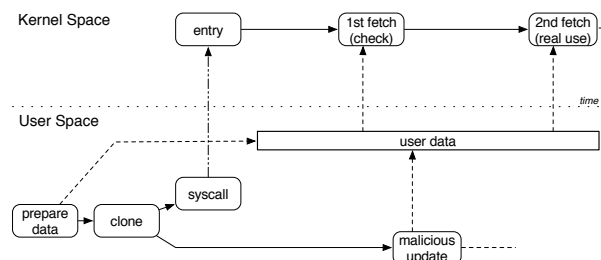 Kernel Space
entry
1st fetch
(check)
2nd fetch
(real use)
time
User Space
user data
syscall
prepare
data
clone
malicious
update